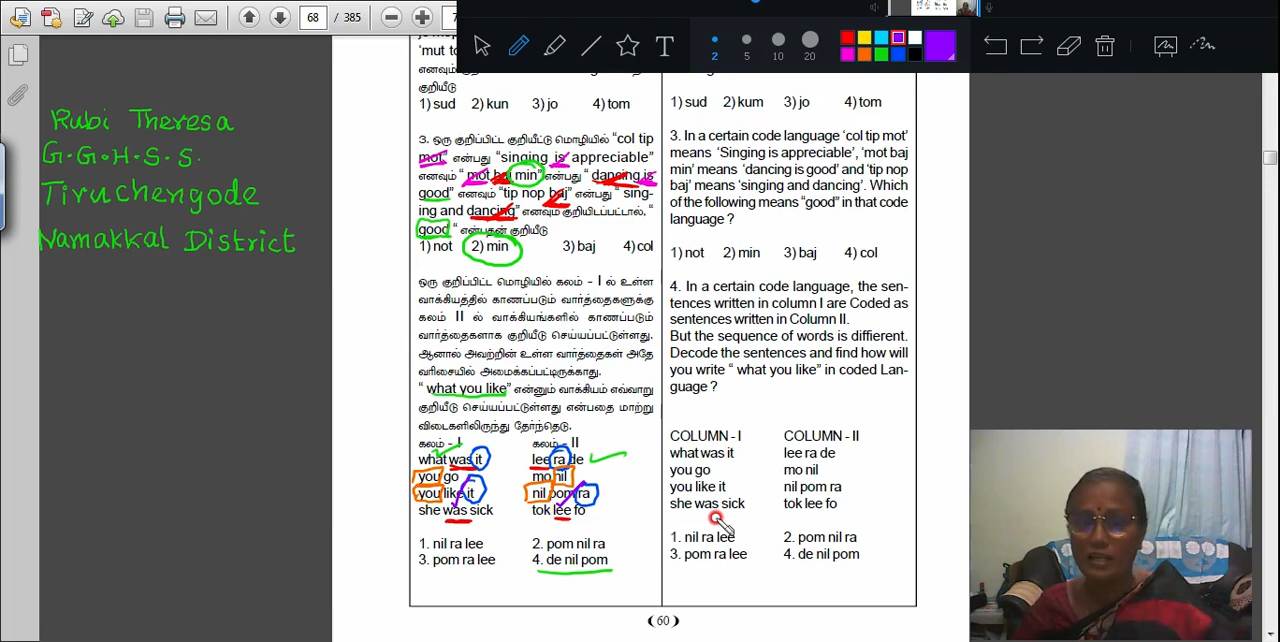 68 / 385
2 5 10 20
Rubi Theresa
G.G.H.S.S.
Tiruchengode
Namakkal District
'mut to
குறியீடு
1) sud 2) kun 3) jo 4) tom
3. ஒரு குறிப்பிட்ட குறியீட்டு மொழியில் "col tip
mot" என்பது "singing is appreciable"
எனவும் " mot baj min" என்பது " dancing is
good" எனவும் "tip nop baj" என்பது " sing-
ing and dancing" எனவும் குறியிடப்பட்டால், "
good " என்பதன் குறியீடு
1) not 2) min 3) baj 4) col
ஒரு குறிப்பிட்ட மொழியில் கலம் - I ல் உள்ள
வாக்கியத்தில் காணப்படும் வார்த்தைகளுக்கு
கலம் II ல் வாக்கியங்களில் காணப்படும்
வார்த்தைகளாக குறியீடு செய்யப்பட்டுள்ளது.
ஆனால் அவற்றின் உள்ள வார்த்தைகள் அதே
வரிசையில் அமைக்கப்பட்டிருக்காது.
" what you like" என்னும் வாக்கியம் எவ்வாறு
குறியீடு செய்யப்பட்டுள்ளது என்பதை மாற்று
விடைகளிலிருந்து தேர்ந்தெடு.
கலம் - I கலம் - II
what was it lee ra de
you go mo nil
you like it nil pom ra
she was sick tok lee fo
1. nil ra lee 2. pom nil ra
3. pom ra lee 4. de nil pom
1) sud 2) kum 3) jo 4) tom
3. In a certain code language 'col tip mot'
means 'Singing is appreciable', 'mot baj
min' means 'dancing is good' and 'tip nop
baj' means 'singing and dancing'. Which
of the following means "good" in that code
language ?
1) not 2) min 3) baj 4) col
4. In a certain code language, the sen-
tences written in column I are Coded as
sentences written in Column II.
But the sequence of words is diffierent.
Decode the sentences and find how will
you write " what you like" in coded Lan-
guage ?
COLUMN - I COLUMN - II
what was it lee ra de
you go mo nil
you like it nil pom ra
she was sick tok lee fo
1. nil ra lee 2. pom nil ra
3. pom ra lee 4. de nil pom
( 60 )